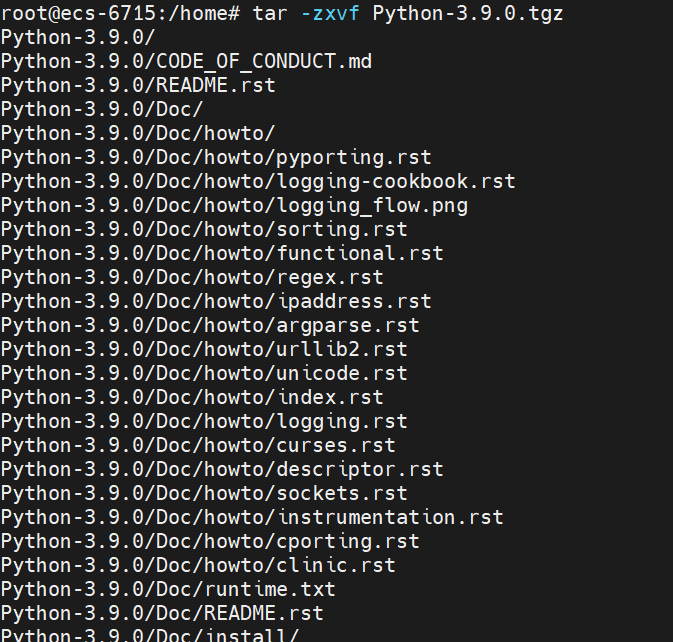 root@ecs-6715:/home# tar -zxvf Python-3.9.0.tgz
Python-3.9.0/
Python-3.9.0/CODE_OF_CONDUCT.md
Python-3.9.0/README.rst
Python-3.9.0/Doc/
Python-3.9.0/Doc/howto/
Python-3.9.0/Doc/howto/pyporting.rst
Python-3.9.0/Doc/howto/logging-cookbook.rst
Python-3.9.0/Doc/howto/logging_flow.png
Python-3.9.0/Doc/howto/sorting.rst
Python-3.9.0/Doc/howto/functional.rst
Python-3.9.0/Doc/howto/regex.rst
Python-3.9.0/Doc/howto/ipaddress.rst
Python-3.9.0/Doc/howto/argparse.rst
Python-3.9.0/Doc/howto/urllib2.rst
Python-3.9.0/Doc/howto/unicode.rst
Python-3.9.0/Doc/howto/index.rst
Python-3.9.0/Doc/howto/logging.rst
Python-3.9.0/Doc/howto/curses.rst
Python-3.9.0/Doc/howto/descriptor.rst
Python-3.9.0/Doc/howto/sockets.rst
Python-3.9.0/Doc/howto/instrumentation.rst
Python-3.9.0/Doc/howto/cporting.rst
Python-3.9.0/Doc/howto/clinic.rst
Python-3.9.0/Doc/runtime.txt
Python-3.9.0/Doc/README.rst
Python-3.9.0/Doc/install/